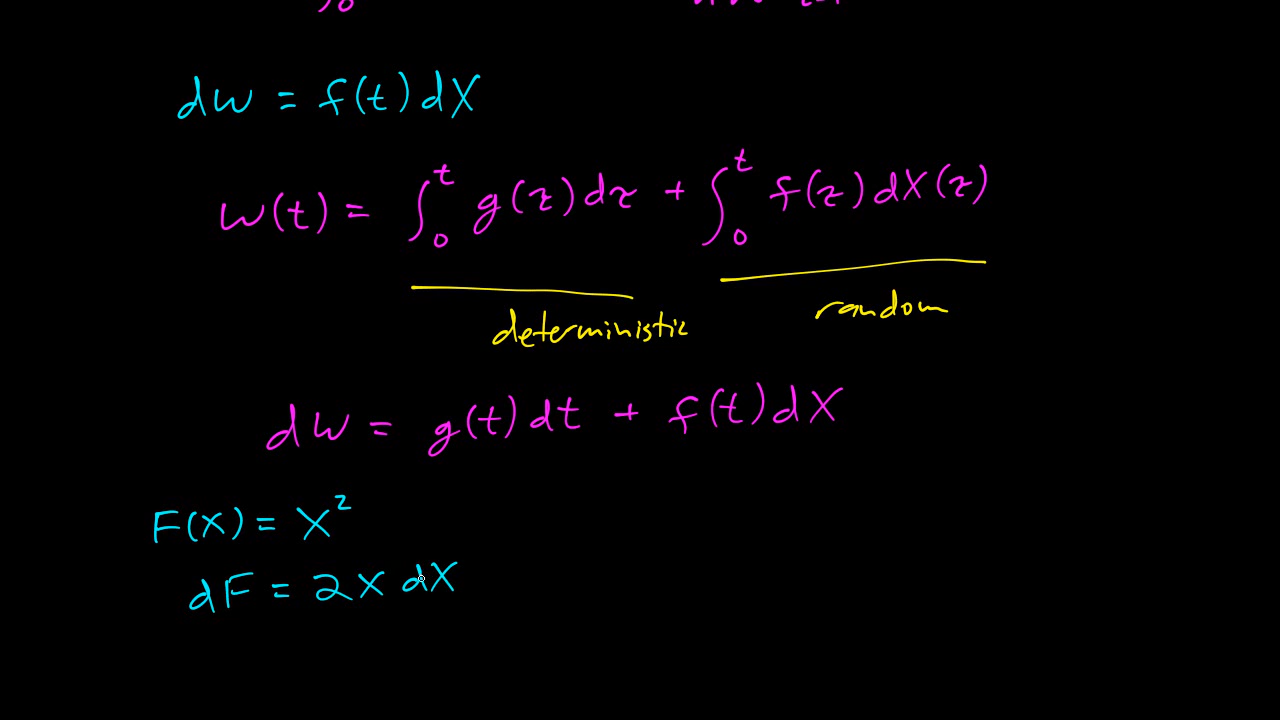 dW = f(t) dX
W(t) = ∫₀ᵗ g(τ) dτ + ∫₀ᵗ f(τ) dX(τ)
deterministic random
dW = g(t) dt + f(t) dX
F(X) = X²
dF = 2X dX